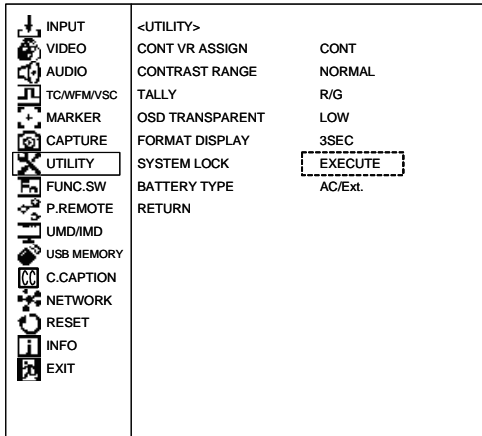 INPUT
VIDEO
AUDIO
TC/WFM/VSC
MARKER
CAPTURE
UTILITY
Fn FUNC.SW
P.REMOTE
UMD/IMD
USB MEMORY
CC C.CAPTION
NETWORK
RESET
i INFO
EXIT
<UTILITY>
CONT VR ASSIGN CONT
CONTRAST RANGE NORMAL
TALLY R/G
OSD TRANSPARENT LOW
FORMAT DISPLAY 3SEC
SYSTEM LOCK EXECUTE
BATTERY TYPE AC/Ext.
RETURN